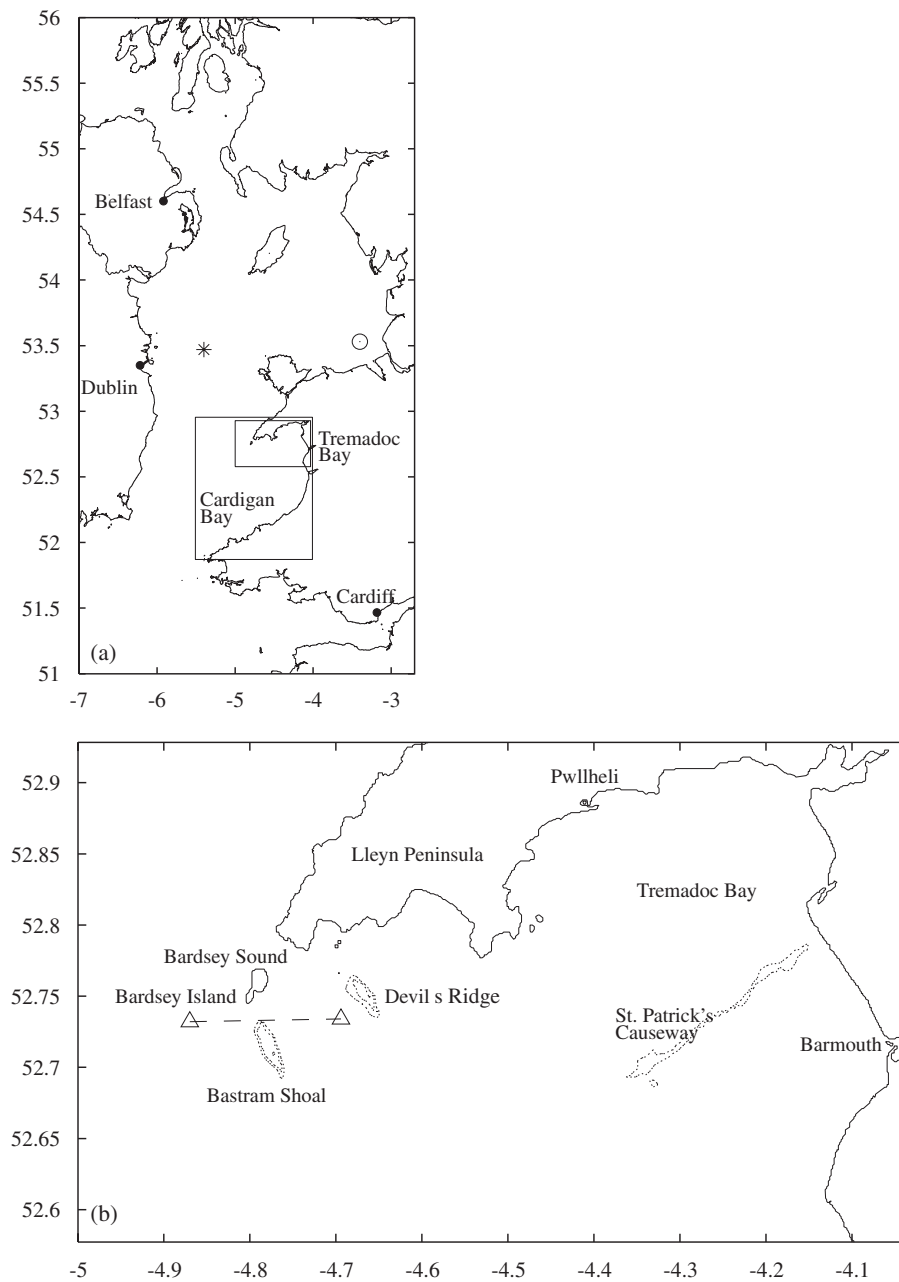 56
55.5
55
Belfast
54.5
54
53.5
Dublin
53
Tremadoc
Bay
52.5
Cardigan
Bay
52
Cardiff
51.5
(a)
51
-7 -6 -5 -4 -3
52.9
Pwllheli
52.85
Lleyn Peninsula
Tremadoc Bay
52.8
Bardsey Sound
52.75
Bardsey Island
Devil s Ridge
St. Patrick's
Causeway
Barmouth
52.7
Bastram Shoal
52.65
52.6
(b)
-5 -4.9 -4.8 -4.7 -4.6 -4.5 -4.4 -4.3 -4.2 -4.1